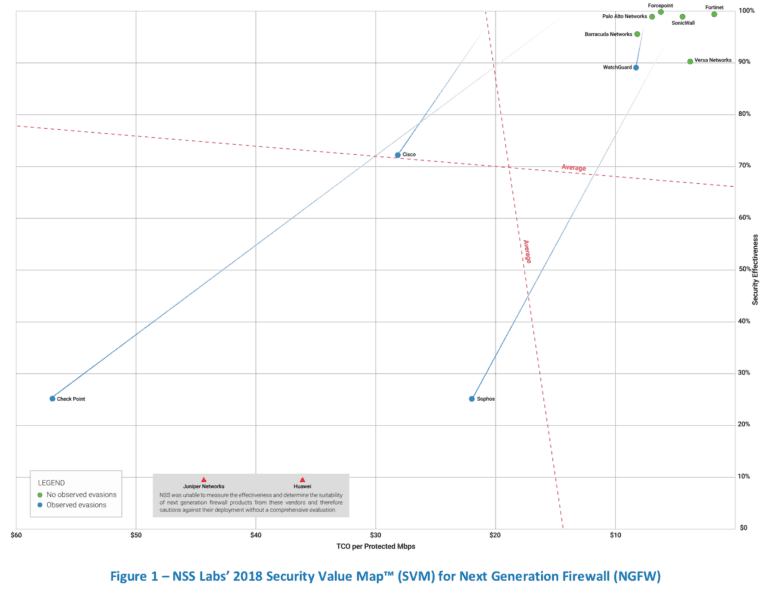 Forcepoint
Fortinet
100%
Palo Alto Networks
SonicWall
Barracuda Networks
90%
WatchGuard
Versa Networks
80%
Cisco
70%
Average
60%
Average
Security Effectiveness
50%
40%
30%
Check Point
Sophos
20%
LEGEND
No observed evasions
Observed evasions
Juniper Networks
Huawei
NSS was unable to measure the effectiveness and determine the suitability
of next generation firewall products from these vendors and therefore
cautions against their deployment without a comprehensive evaluation.
10%
$0
$60
$50
$40
$30
$20
$10
TCO per Protected Mbps
Figure 1 – NSS Labs’ 2018 Security Value Map™ (SVM) for Next Generation Firewall (NGFW)